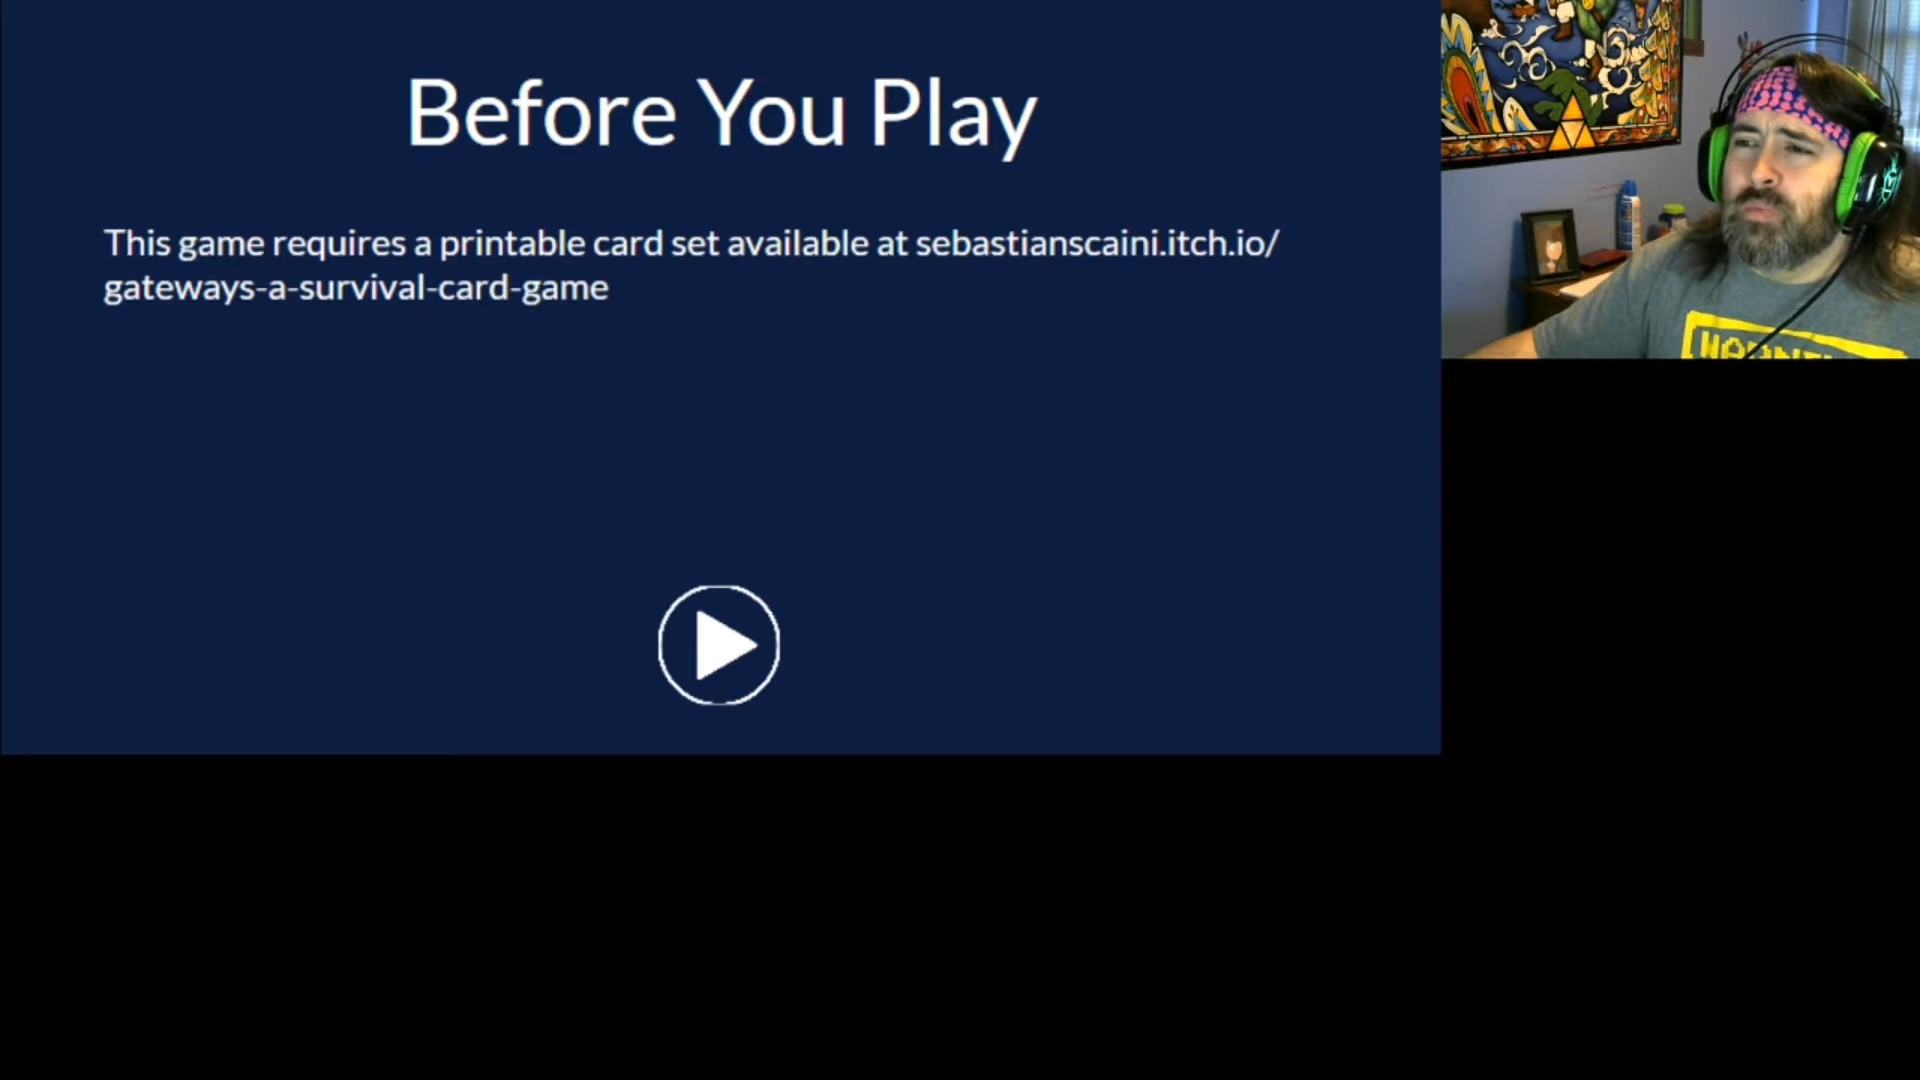 Before You Play
This game requires a printable card set available at sebastianscaini.itch.io/
gateways-a-survival-card-game